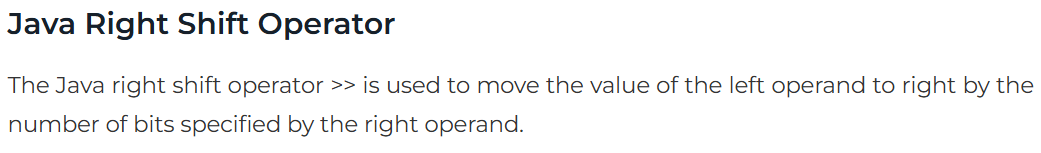 Java Right Shift Operator
The Java right shift operator >> is used to move the value of the left operand to right by the
number of bits specified by the right operand.